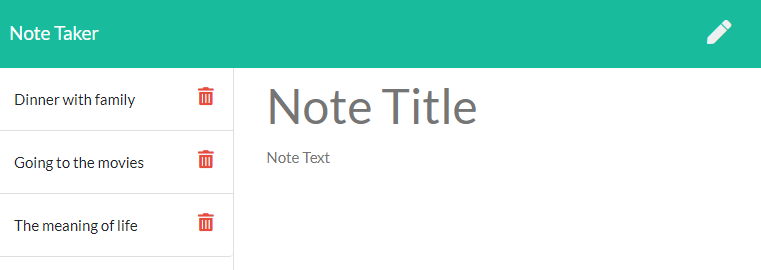 Note Taker
Dinner with family
Going to the movies
The meaning of life
Note Title
Note Text